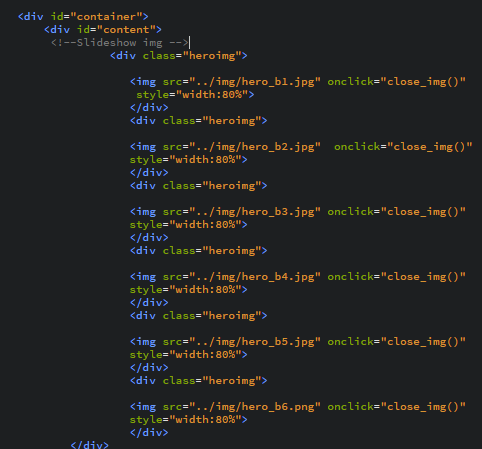 <div id="container">
<div id="content">
<!--Slideshow img -->
<div class="heroimg">
<img src="../img/hero_b1.jpg" onclick="close_img()"
style="width:80%">
</div>
<div class="heroimg>
<img src="../img/hero_b2.jpg"  onclick="close_img()"
style="width:80%">
</div>
<div class="heroimg>
<img src="../img/hero_b3.jpg" onclick="close_img()"
style="width:80%">
</div>
<div class="heroimg>
<img src="../img/hero_b4.jpg" onclick="close_img()"
style="width:80%">
</div>
<div class="heroimg>
<img src="../img/hero_b5.jpg" onclick="close_img()"
style="width:80%">
</div>
<div class="heroimg>
<img src="../img/hero_b6.png" onclick="close_img()"
style="width:80%">
</div>
</div>